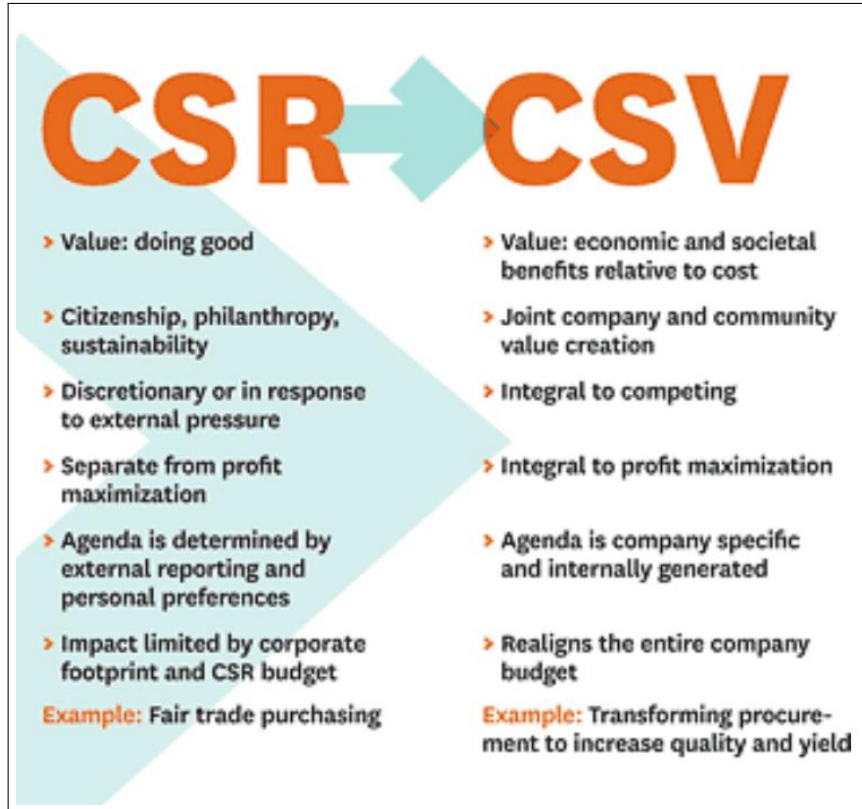 CSR
CSV
> Value: doing good
> Citizenship, philanthropy,
sustainability
> Discretionary or in response
to external pressure
> Separate from profit
maximization
> Agenda is determined by
external reporting and
personal preferences
> Impact limited by corporate
footprint and CSR budget
Example: Fair trade purchasing
> Value: economic and societal
benefits relative to cost
> Joint company and community
value creation
> Integral to competing
> Integral to profit maximization
> Agenda is company specific
and internally generated
> Realigns the entire company
budget
Example: Transforming procure-
ment to increase quality and yield